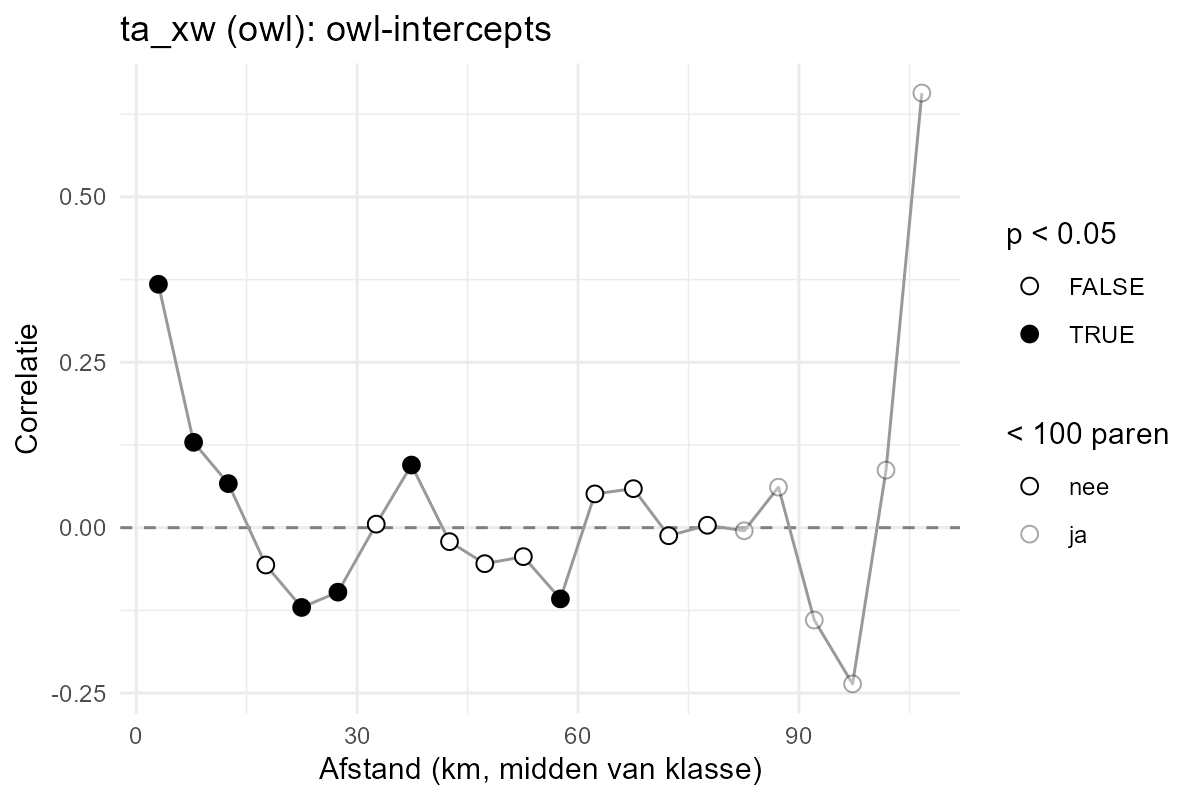 ta_xw (owl): owl-intercepts
Correlatie
0.50
0.25
0.00
-0.25
0
30
60
90
Afstand (km, midden van klasse)
p < 0.05
FALSE
TRUE
< 100 paren
nee
ja